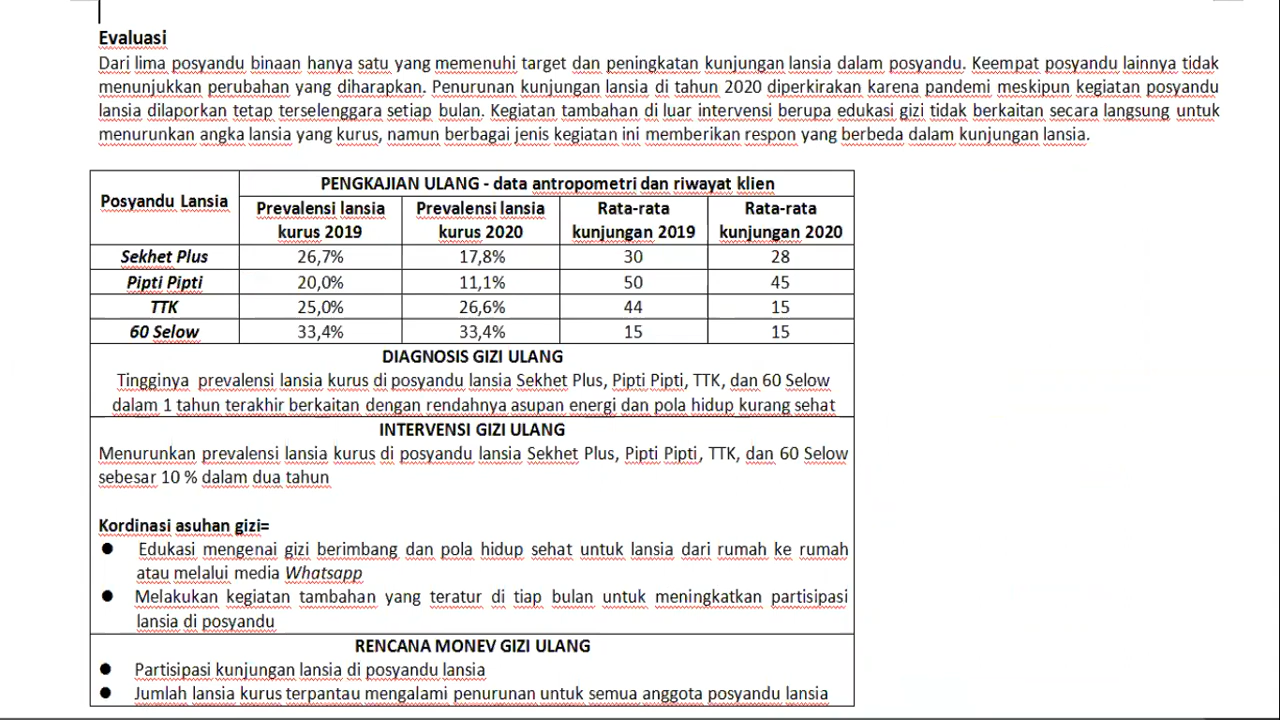 Evaluasi
Dari lima posyandu binaan hanya satu yang memenuhi target dan peningkatan kunjungan lansia dalam posyandu. Keempat posyandu lainnya tidak
menunjukkan perubahan yang diharapkan. Penurunan kunjungan lansia di tahun 2020 diperkirakan karena pandemi meskipun kegiatan posyandu
lansia dilaporkan tetap terselenggara setiap bulan. Kegiatan tambahan di luar intervensi berupa edukasi gizi tidak berkaitan secara langsung untuk
menurunkan angka lansia yang kurus, namun berbagai jenis kegiatan ini memberikan respon yang berbeda dalam kunjungan lansia.
Posyandu Lansia
PENGKAJIAN ULANG - data antropometri dan riwayat klien
Prevalensi lansia kurus 2019
Prevalensi lansia kurus 2020
Rata-rata kunjungan 2019
Rata-rata kunjungan 2020
Sekhet Plus 26,7% 17,8% 30 28
Pipti Pipti 20,0% 11,1% 50 45
TTK 25,0% 26,6% 44 15
60 Selow 33,4% 33,4% 15 15
DIAGNOSIS GIZI ULANG
Tingginya prevalensi lansia kurus di posyandu lansia Sekhet Plus, Pipti Pipti, TTK, dan 60 Selow
dalam 1 tahun terakhir berkaitan dengan rendahnya asupan energi dan pola hidup kurang sehat
INTERVENSI GIZI ULANG
Menurunkan prevalensi lansia kurus di posyandu lansia Sekhet Plus, Pipti Pipti, TTK, dan 60 Selow
sebesar 10 % dalam dua tahun
Kordinasi asuhan gizi=
● Edukasi mengenai gizi berimbang dan pola hidup sehat untuk lansia dari rumah ke rumah
atau melalui media Whatsapp
● Melakukan kegiatan tambahan yang teratur di tiap bulan untuk meningkatkan partisipasi
lansia di posyandu
RENCANA MONEV GIZI ULANG
● Partisipasi kunjungan lansia di posyandu lansia
● Jumlah lansia kurus terpantau mengalami penurunan untuk semua anggota posyandu lansia